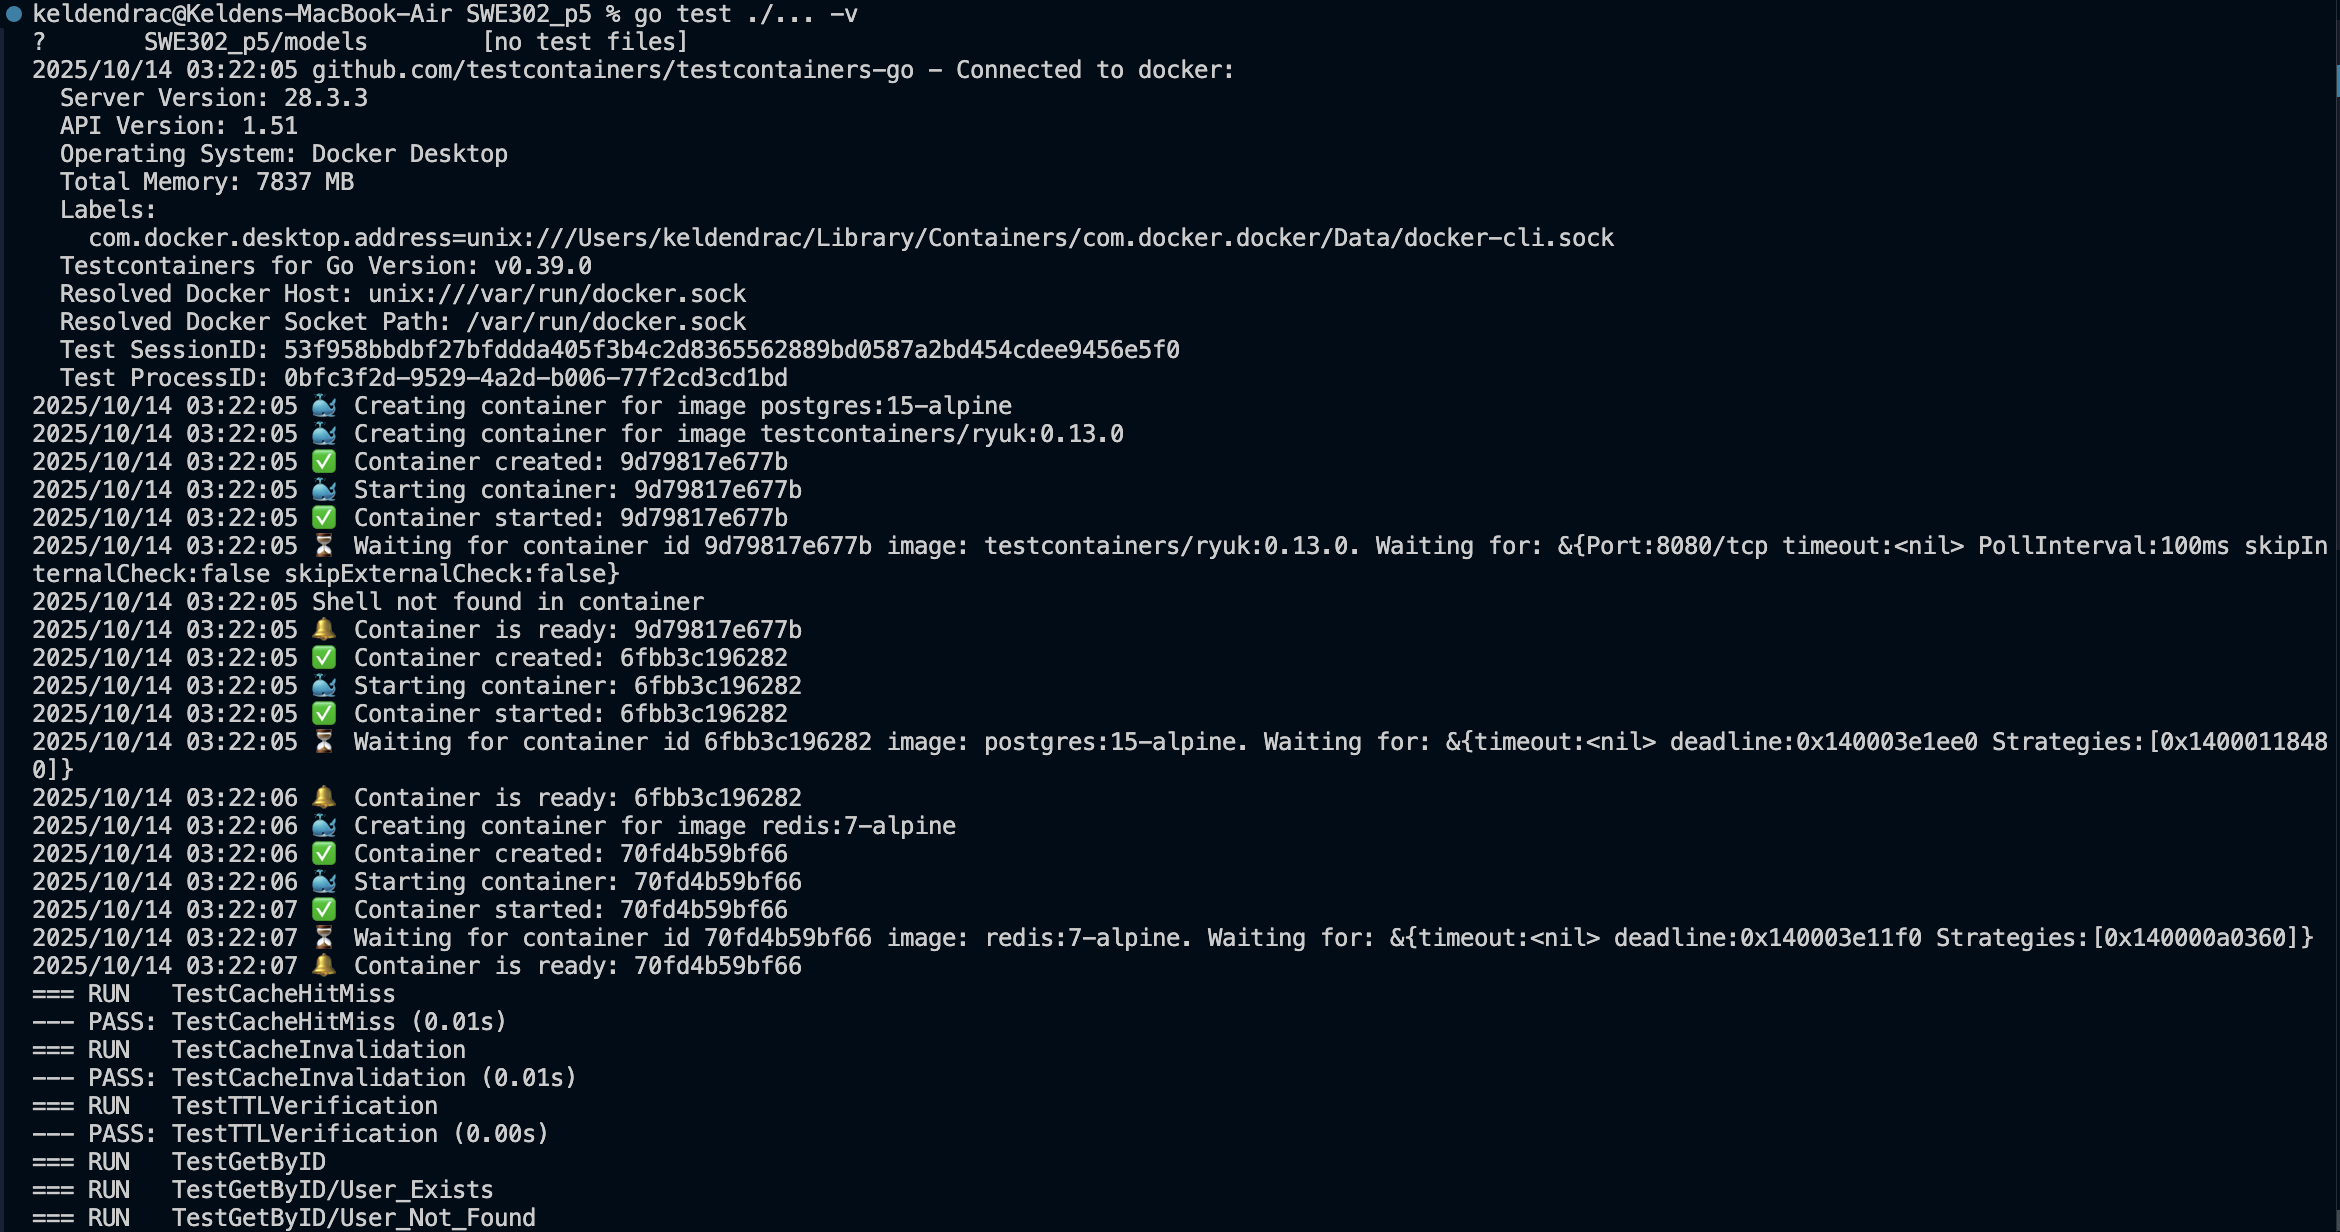 keldendrac@Keldens-MacBook-Air SWE302_p5 % go test ./... -v
?       SWE302_p5/models        [no test files]
2025/10/14 03:22:05 github.com/testcontainers/testcontainers-go - Connected to docker:
  Server Version: 28.3.3
  API Version: 1.51
  Operating System: Docker Desktop
  Total Memory: 7837 MB
  Labels:
    com.docker.desktop.address=unix:///Users/keldendrac/Library/Containers/com.docker.docker/Data/docker-cli.sock
  Testcontainers for Go Version: v0.39.0
  Resolved Docker Host: unix:///var/run/docker.sock
  Resolved Docker Socket Path: /var/run/docker.sock
  Test SessionID: 53f958bbdbf27bfddda405f3b4c2d8365562889bd0587a2bd454cdee9456e5f0
  Test ProcessID: 0bfc3f2d-9529-4a2d-b006-77f2cd3cd1bd
2025/10/14 03:22:05 🐳 Creating container for image postgres:15-alpine
2025/10/14 03:22:05 🐳 Creating container for image testcontainers/ryuk:0.13.0
2025/10/14 03:22:05 ✅ Container created: 9d79817e677b
2025/10/14 03:22:05 🐳 Starting container: 9d79817e677b
2025/10/14 03:22:05 ✅ Container started: 9d79817e677b
2025/10/14 03:22:05 ⏳ Waiting for container id 9d79817e677b image: testcontainers/ryuk:0.13.0. Waiting for: &{Port:8080/tcp timeout:<nil> PollInterval:100ms skipIn
ternalCheck:false skipExternalCheck:false}
2025/10/14 03:22:05 Shell not found in container
2025/10/14 03:22:05 🔔 Container is ready: 9d79817e677b
2025/10/14 03:22:05 ✅ Container created: 6fbb3c196282
2025/10/14 03:22:05 🐳 Starting container: 6fbb3c196282
2025/10/14 03:22:05 ✅ Container started: 6fbb3c196282
2025/10/14 03:22:05 ⏳ Waiting for container id 6fbb3c196282 image: postgres:15-alpine. Waiting for: &{timeout:<nil> deadline:0x140003e1ee0 Strategies:[0x1400011848
0]}
2025/10/14 03:22:06 🔔 Container is ready: 6fbb3c196282
2025/10/14 03:22:06 🐳 Creating container for image redis:7-alpine
2025/10/14 03:22:06 ✅ Container created: 70fd4b59bf66
2025/10/14 03:22:06 🐳 Starting container: 70fd4b59bf66
2025/10/14 03:22:07 ✅ Container started: 70fd4b59bf66
2025/10/14 03:22:07 ⏳ Waiting for container id 70fd4b59bf66 image: redis:7-alpine. Waiting for: &{timeout:<nil> deadline:0x140003e11f0 Strategies:[0x140000a0360]}
2025/10/14 03:22:07 🔔 Container is ready: 70fd4b59bf66
=== RUN   TestCacheHitMiss
--- PASS: TestCacheHitMiss (0.01s)
=== RUN   TestCacheInvalidation
--- PASS: TestCacheInvalidation (0.01s)
=== RUN   TestTTLVerification
--- PASS: TestTTLVerification (0.00s)
=== RUN   TestGetByID
=== RUN   TestGetByID/User_Exists
=== RUN   TestGetByID/User_Not_Found